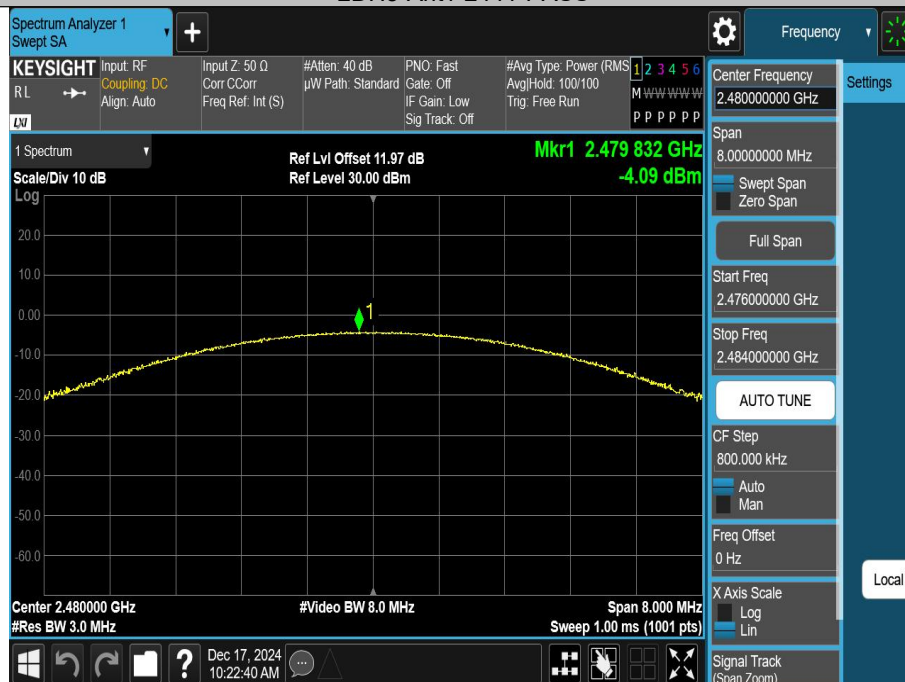 Spectrum Analyzer 1
Swept SA
Frequency
KEYSIGHT
RL
LXI
Input: RF
Coupling: DC
Align: Auto
Input Z: 50 Ω
Corr CCorr
Freq Ref: Int (S)
#Atten: 40 dB
µW Path: Standard
PNO: Fast
Gate: Off
IF Gain: Low
Sig Track: Off
#Avg Type: Power (RMS
Avg|Hold: 100/100
Trig: Free Run
1 2 3 4 5 6
M W W W W W
P P P P P P
1 Spectrum
Scale/Div 10 dB
Log
Ref Lvl Offset 11.97 dB
Ref Level 30.00 dBm
Mkr1 2.479 832 GHz
-4.09 dBm
20.0
10.0
0.00
-10.0
-20.0
-30.0
-40.0
-50.0
-60.0
1
Center 2.480000 GHz
#Res BW 3.0 MHz
#Video BW 8.0 MHz
Span 8.000 MHz
Sweep 1.00 ms (1001 pts)
Dec 17, 2024
10:22:40 AM
?
Center Frequency
2.480000000 GHz
Settings
Span
8.00000000 MHz
Swept Span
Zero Span
Full Span
Start Freq
2.476000000 GHz
Stop Freq
2.484000000 GHz
AUTO TUNE
CF Step
800.000 kHz
Auto
Man
Freq Offset
0 Hz
Local
X Axis Scale
Log
Lin
Signal Track
(Span Zoom)